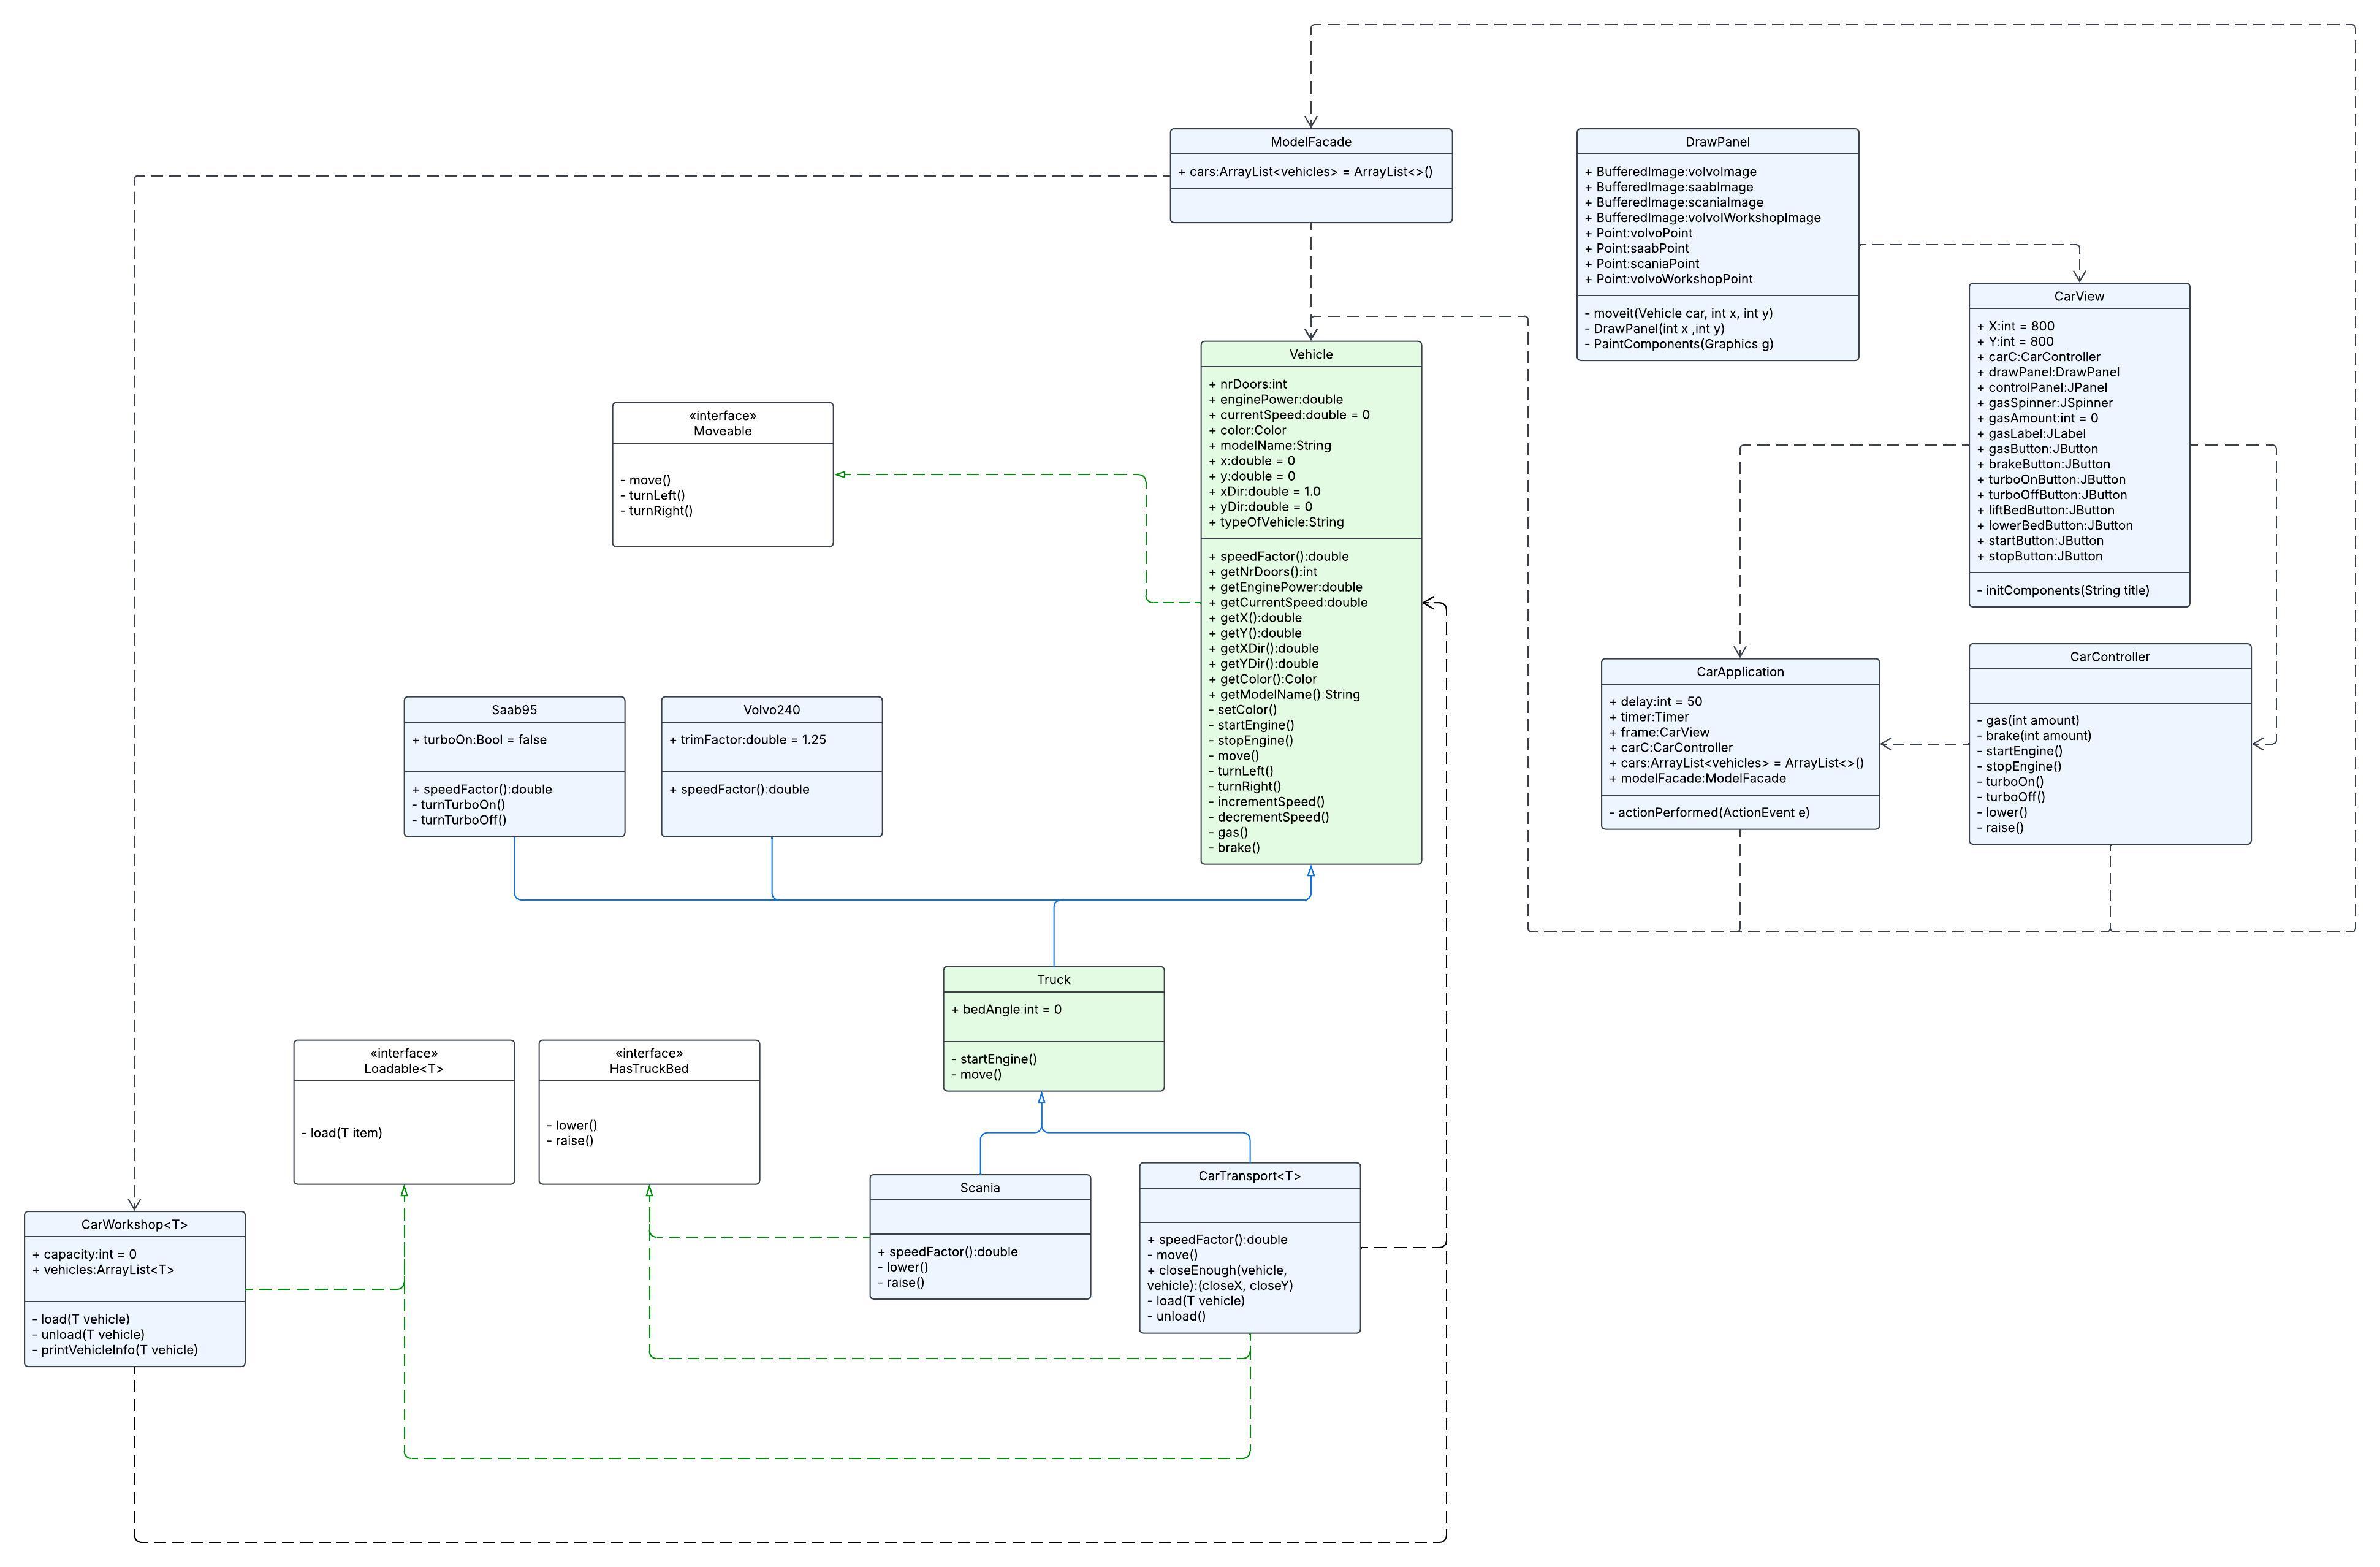 ModelFacade
+ cars:ArrayList<vehicles> = ArrayList<>()
DrawPanel
+ BufferedImage:volvoImage
+ BufferedImage:saabImage
+ BufferedImage:scaniaImage
+ BufferedImage:volvolWorkshopImage
+ Point:volvoPoint
+ Point:saabPoint
+ Point:scaniaPoint
+ Point:volvoWorkshopPoint
- moveit(Vehicle car, int x, int y)
- DrawPanel(int x ,int y)
- PaintComponents(Graphics g)
CarView
+ X:int = 800
+ Y:int = 800
+ carC:CarController
+ drawPanel:DrawPanel
+ controlPanel:JPanel
+ gasSpinner:JSpinner
+ gasAmount:int = 0
+ gasLabel:JLabel
+ gasButton:JButton
+ brakeButton:JButton
+ turboOnButton:JButton
+ turboOffButton:JButton
+ liftBedButton:JButton
+ lowerBedButton:JButton
+ startButton:JButton
+ stopButton:JButton
- initComponents(String title)
Vehicle
+ nrDoors:int
+ enginePower:double
+ currentSpeed:double = 0
+ color:Color
+ modelName:String
+ x:double = 0
+ y:double = 0
+ xDir:double = 1.0
+ yDir:double = 0
+ typeOfVehicle:String
+ speedFactor():double
+ getNrDoors():int
+ getEnginePower:double
+ getCurrentSpeed:double
+ getX():double
+ getY():double
+ getXDir():double
+ getYDir():double
+ getColor():Color
+ getModelName():String
- setColor()
- startEngine()
- stopEngine()
- move()
- turnLeft()
- turnRight()
- incrementSpeed()
- decrementSpeed()
- gas()
- brake()
«interface»
Moveable
- move()
- turnLeft()
- turnRight()
CarApplication
+ delay:int = 50
+ timer:Timer
+ frame:CarView
+ carC:CarController
+ cars:ArrayList<vehicles> = ArrayList<>()
+ modelFacade:ModelFacade
- actionPerformed(ActionEvent e)
CarController
- gas(int amount)
- brake(int amount)
- startEngine()
- stopEngine()
- turboOn()
- turboOff()
- lower()
- raise()
Saab95
+ turboOn:Bool = false
+ speedFactor():double
- turnTurboOn()
- turnTurboOff()
Volvo240
+ trimFactor:double = 1.25
+ speedFactor():double
Truck
+ bedAngle:int = 0
- startEngine()
- move()
«interface»
Loadable<T>
- load(T item)
«interface»
HasTruckBed
- lower()
- raise()
Scania
+ speedFactor():double
- lower()
- raise()
CarTransport<T>
+ speedFactor():double
- move()
+ closeEnough(vehicle,
vehicle):(closeX, closeY)
- load(T vehicle)
- unload()
CarWorkshop<T>
+ capacity:int = 0
+ vehicles:ArrayList<T>
- load(T vehicle)
- unload(T vehicle)
- printVehicleInfo(T vehicle)